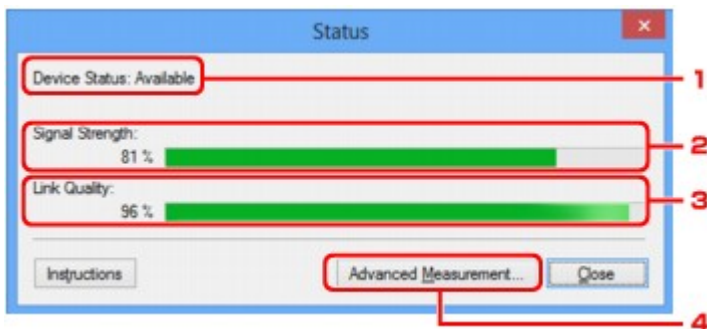 Status
Device Status: Available
1
Signal Strength:
81 %
2
Link Quality:
96 %
3
Instructions
Advanced Measurement...
Close
4